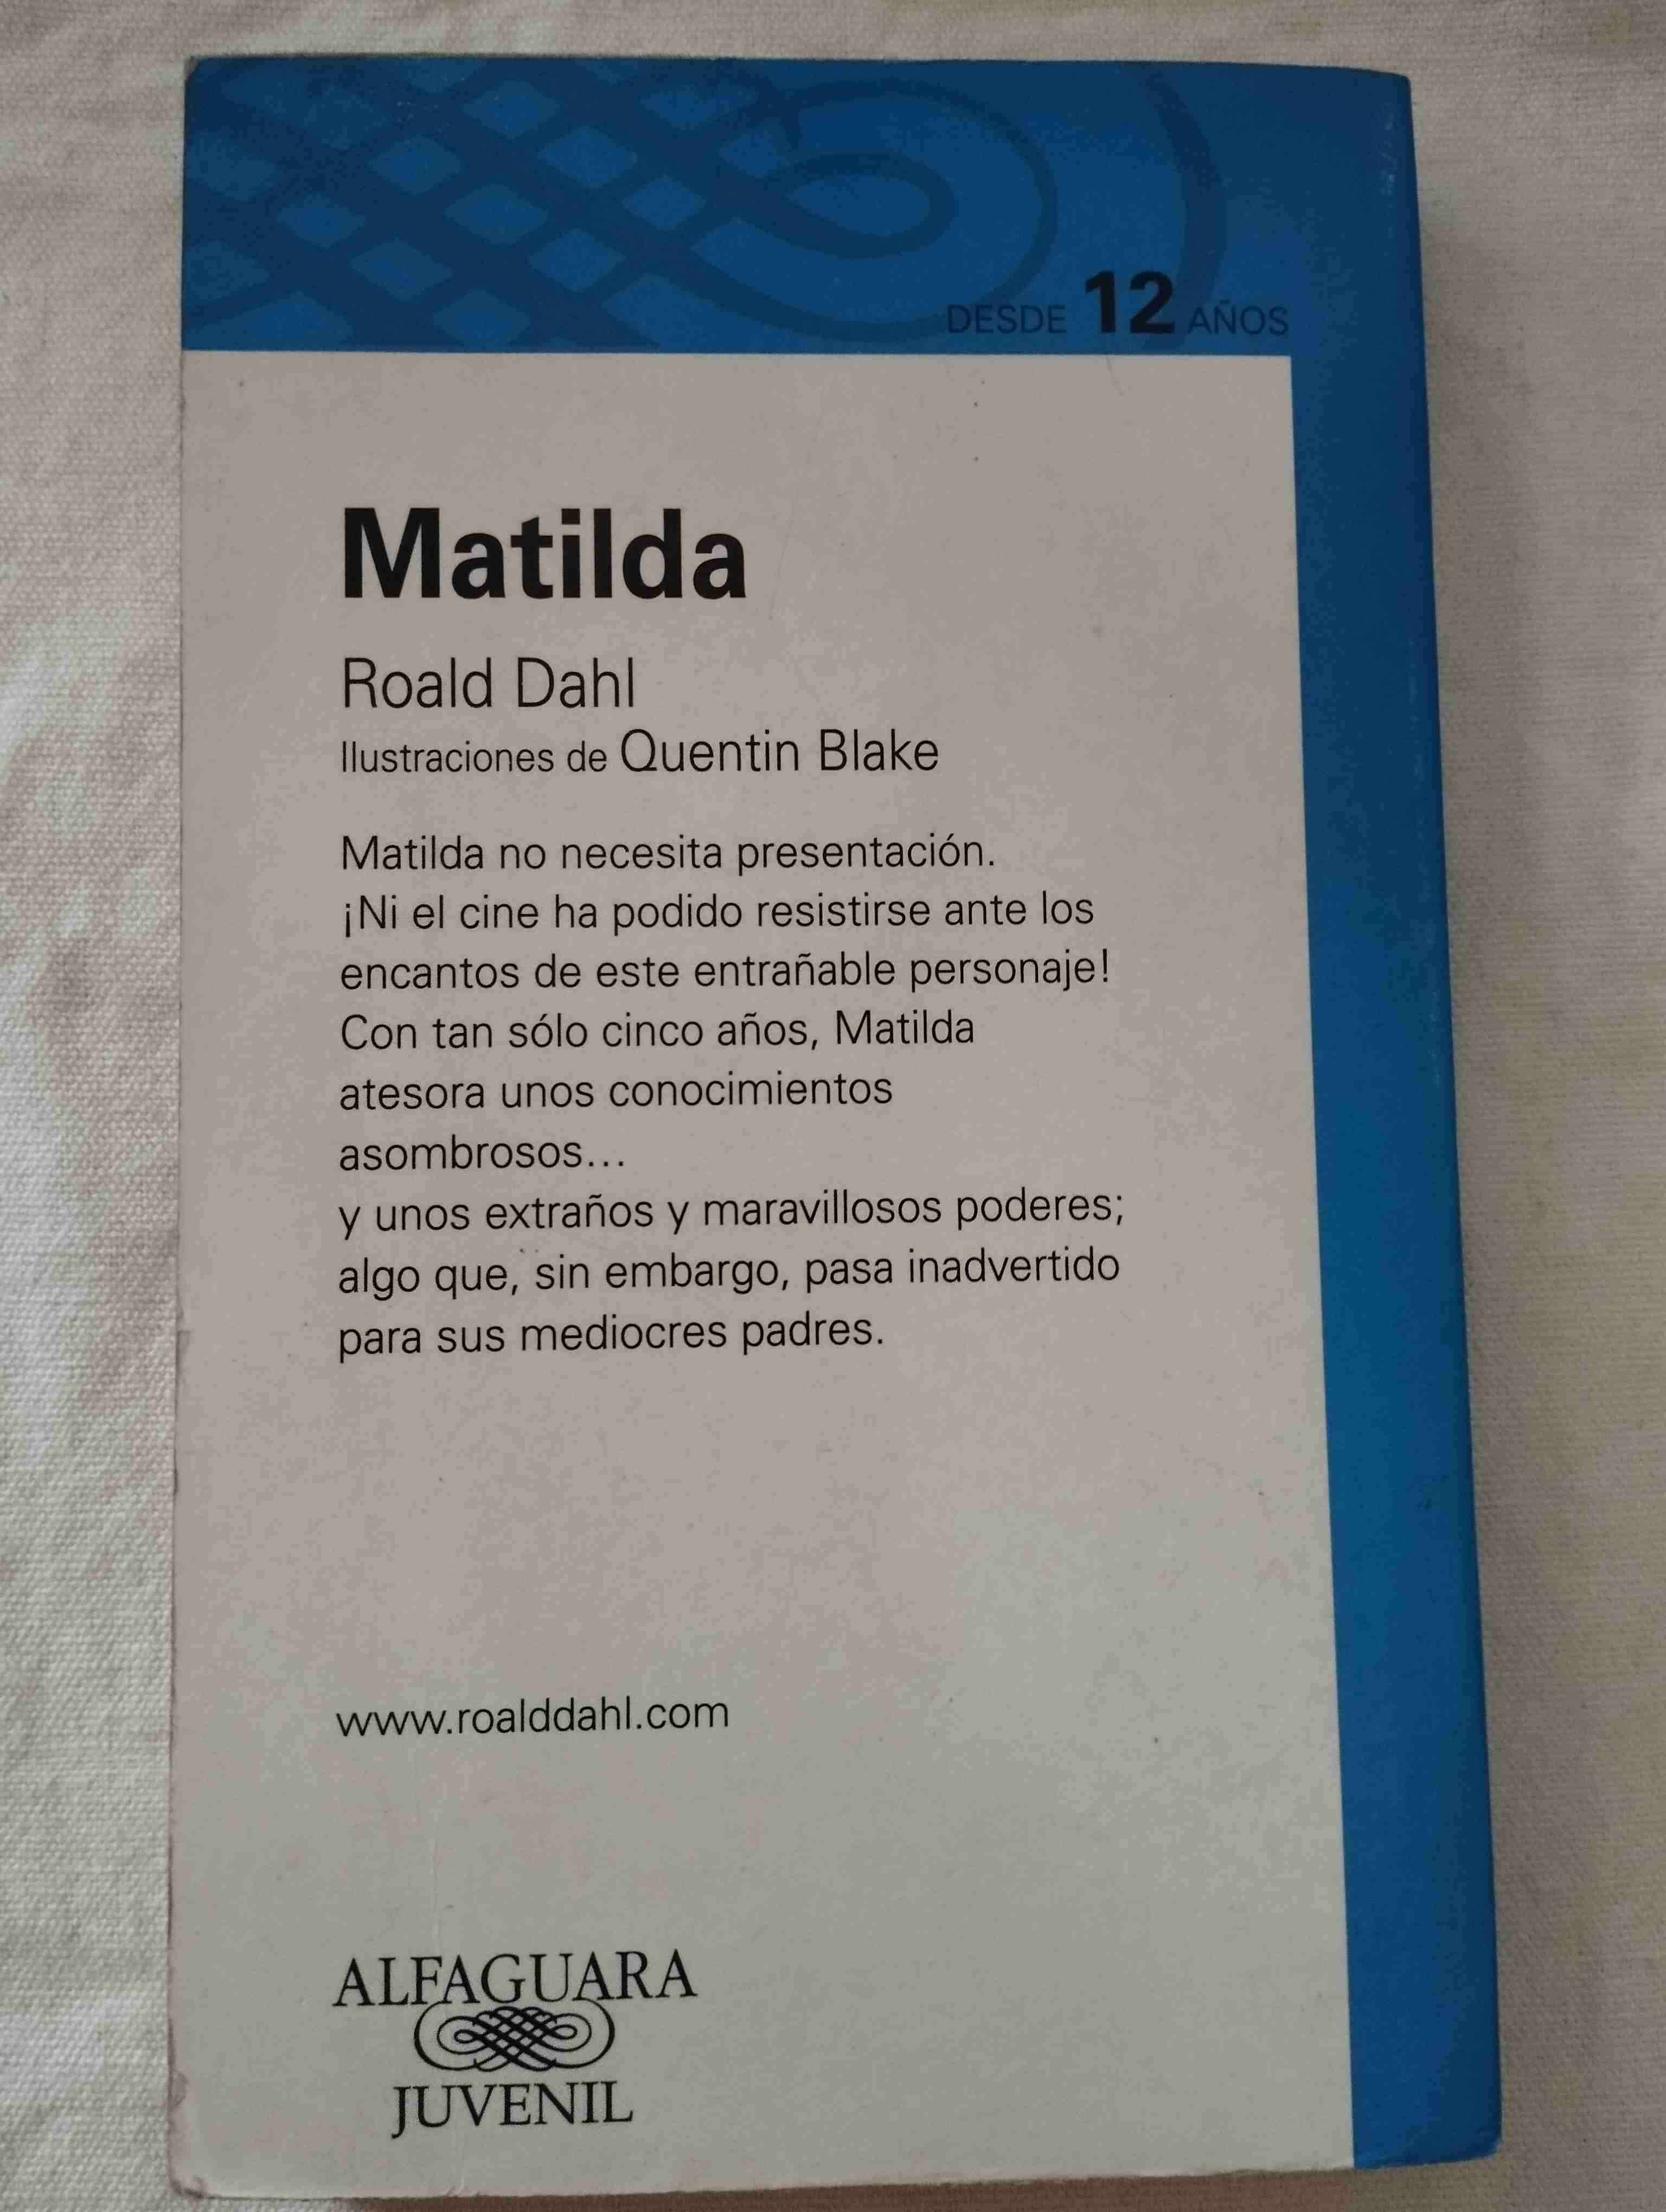 DESDE 12 AÑOS
Matilda
Roald Dahl
Ilustraciones de Quentin Blake
Matilda no necesita presentación.
¡Ni el cine ha podido resistirse ante los
encantos de este entrañable personaje!
Con tan sólo cinco años, Matilda
atesora unos conocimientos
asombrosos...
y unos extraños y maravillosos poderes;
algo que, sin embargo, pasa inadvertido
para sus mediocres padres.
www.roalddahl.com
ALFAGUARA
JUVENIL